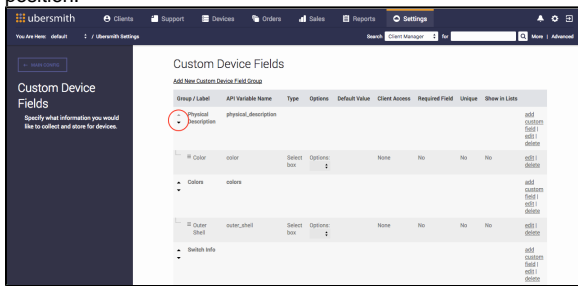 position.
ubersmith Clients Support Devices Orders Sales Reports Settings
You Are Here: default / Ubersmith Settings Search Client Manager for More | Advanced
Custom Device Fields
Add New Custom Device Field Group
Custom Device
Fields
Specify what information you would
like to collect and store for devices.
Group / Label API Variable Name Type Options Default Value Client Access Required Field Unique Show in Lists
Physical
Description physical_description add
custom
field |
edit |
delete
Color color Select
box Options: None No No No edit |
delete
Colors colors add
custom
field |
edit |
delete
Outer
Shell outer_shell Select
box Options: None No No No edit |
delete
Switch Info add
custom
field |
edit |
delete